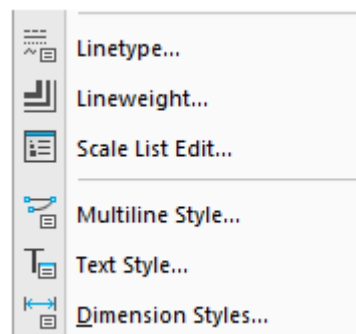 Linetype...
Lineweight...
Scale List Edit...
Multiline Style...
Text Style...
Dimension Styles...